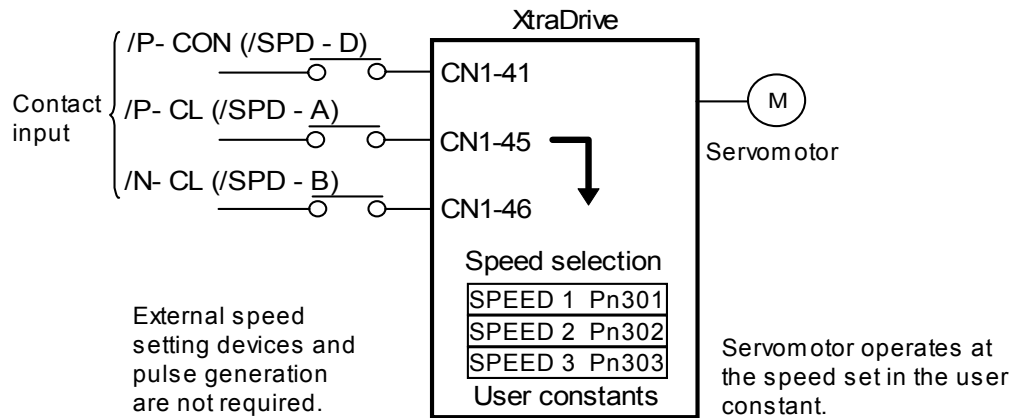 XtraDrive
/P- CON (/SPD - D)
CN1-41
Contact
input
/P- CL (/SPD - A)
CN1-45
M
Servomotor
/N- CL (/SPD - B)
CN1-46
Speed selection
SPEED 1 Pn301
SPEED 2 Pn302
SPEED 3 Pn303
User constants
External speed
setting devices and
pulse generation
are not required.
Servomotor operates at
the speed set in the user
constant.